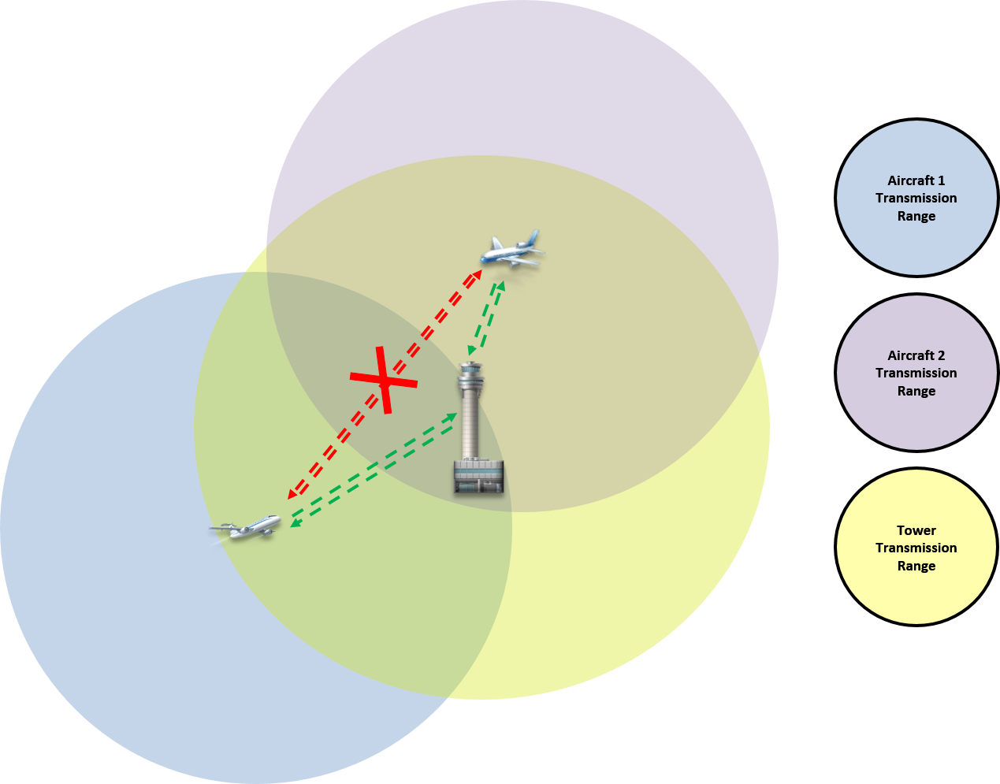 Aircraft 1
Transmission
Range
Aircraft 2
Transmission
Range
Tower
Transmission
Range